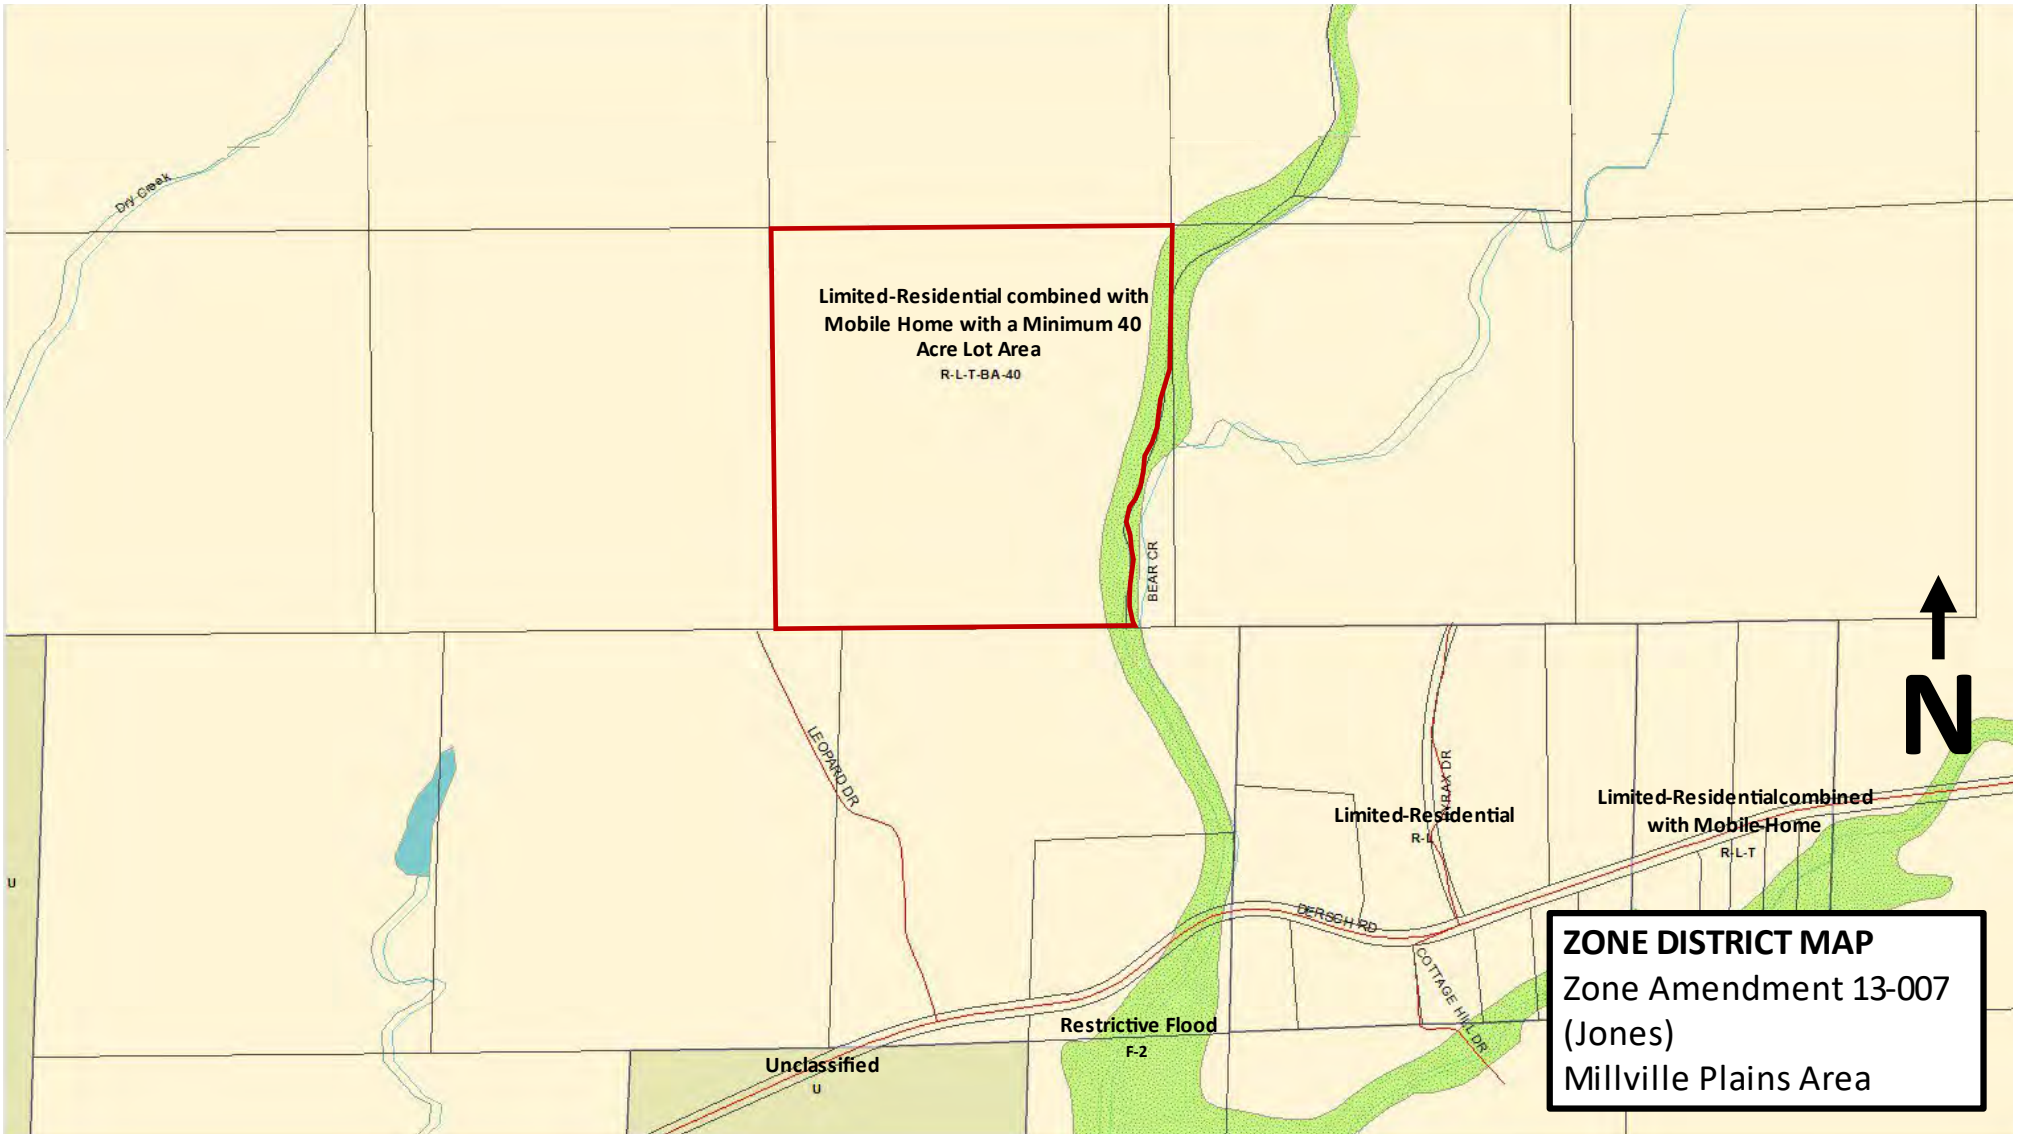 Dry Creek
Limited-Residential combined with
Mobile Home with a Minimum 40
Acre Lot Area
R-L-T-BA-40
BEAR CR
N
LEOPARD DR
Limited-Residential
R-L
Limited-Residentialcombined
with Mobile-Home
R-L-T
U
DERSCH RD
COTTAGE HILL DR
Restrictive Flood
F-2
Unclassified
U
ZONE DISTRICT MAP
Zone Amendment 13-007
(Jones)
Millville Plains Area